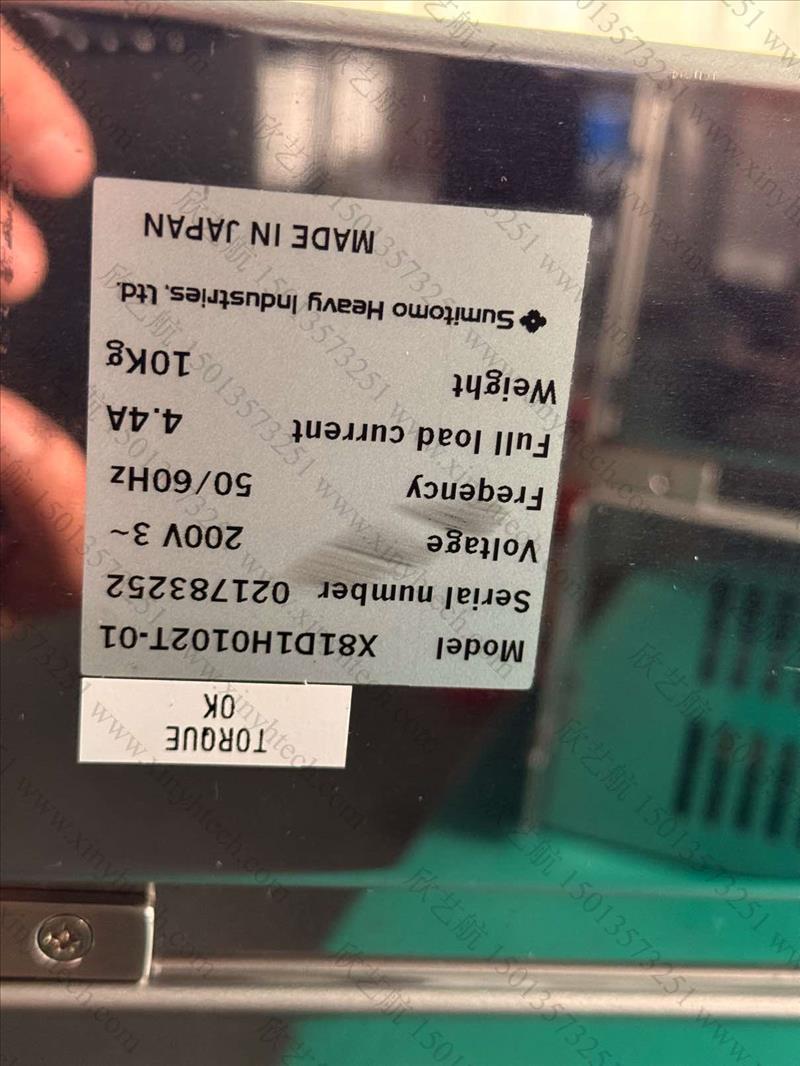 Model X81D1H0102T-01
Serial number 021783252
Voltage 200V 3~
Freqency 50/60Hz
Full load current 4.4A
Weight 10Kg
Sumitomo Heavy Industries, Ltd.
MADE IN JAPAN
TORQUE
OK
欣艺航 15013573251 www.xinyhtech.com